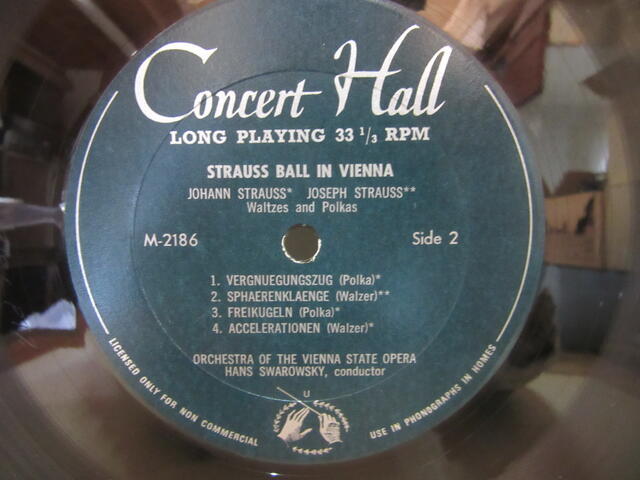 Concert Hall
LONG PLAYING 33 1/3 RPM
STRAUSS BALL IN VIENNA
JOHANN STRAUSS* JOSEPH STRAUSS**
Waltzes and Polkas
M-2186 Side 2
1. VERGNUEGUNGSZUG (Polka)*
2. SPHAERENKLAENGE (Walzer)**
3. FREIKUGELN (Polka)*
4. ACCELERATIONEN (Walzer)*
ORCHESTRA OF THE VIENNA STATE OPERA
HANS SWAROWSKY, conductor
U
LICENSED ONLY FOR NON COMMERCIAL USE IN PHONOGRAPHS IN HOMES